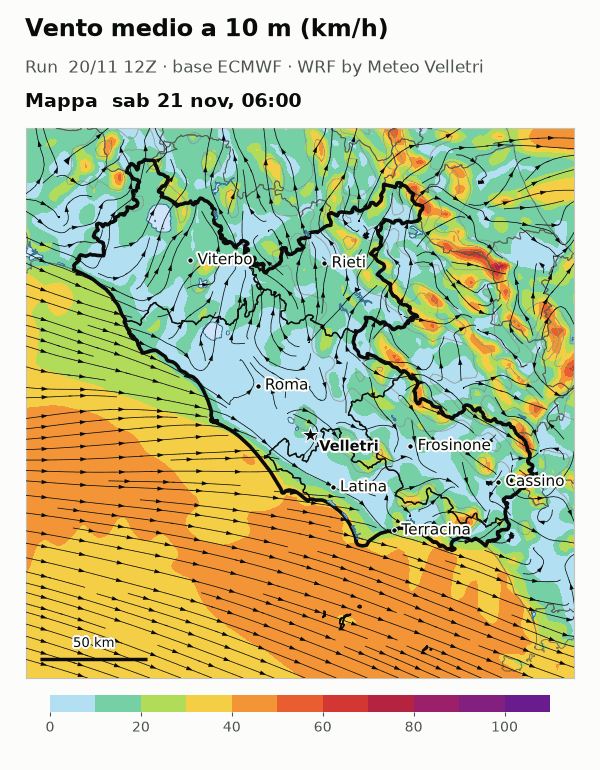 Vento medio a 10 m (km/h)
Run  20/11 12Z · base ECMWF · WRF by Meteo Velletri
Mappa  sab 21 nov, 06:00
Viterbo
Rieti
Roma
Velletri
Frosinone
Cassino
Latina
Terracina
50 km
0 20 40 60 80 100